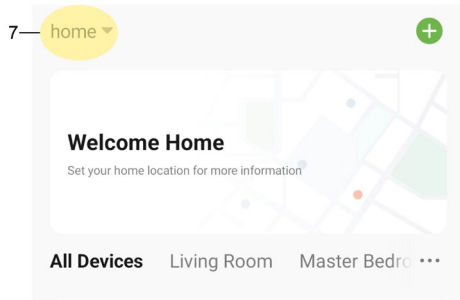 7 home
Welcome Home
Set your home location for more information
All Devices Living Room Master Bedro ...